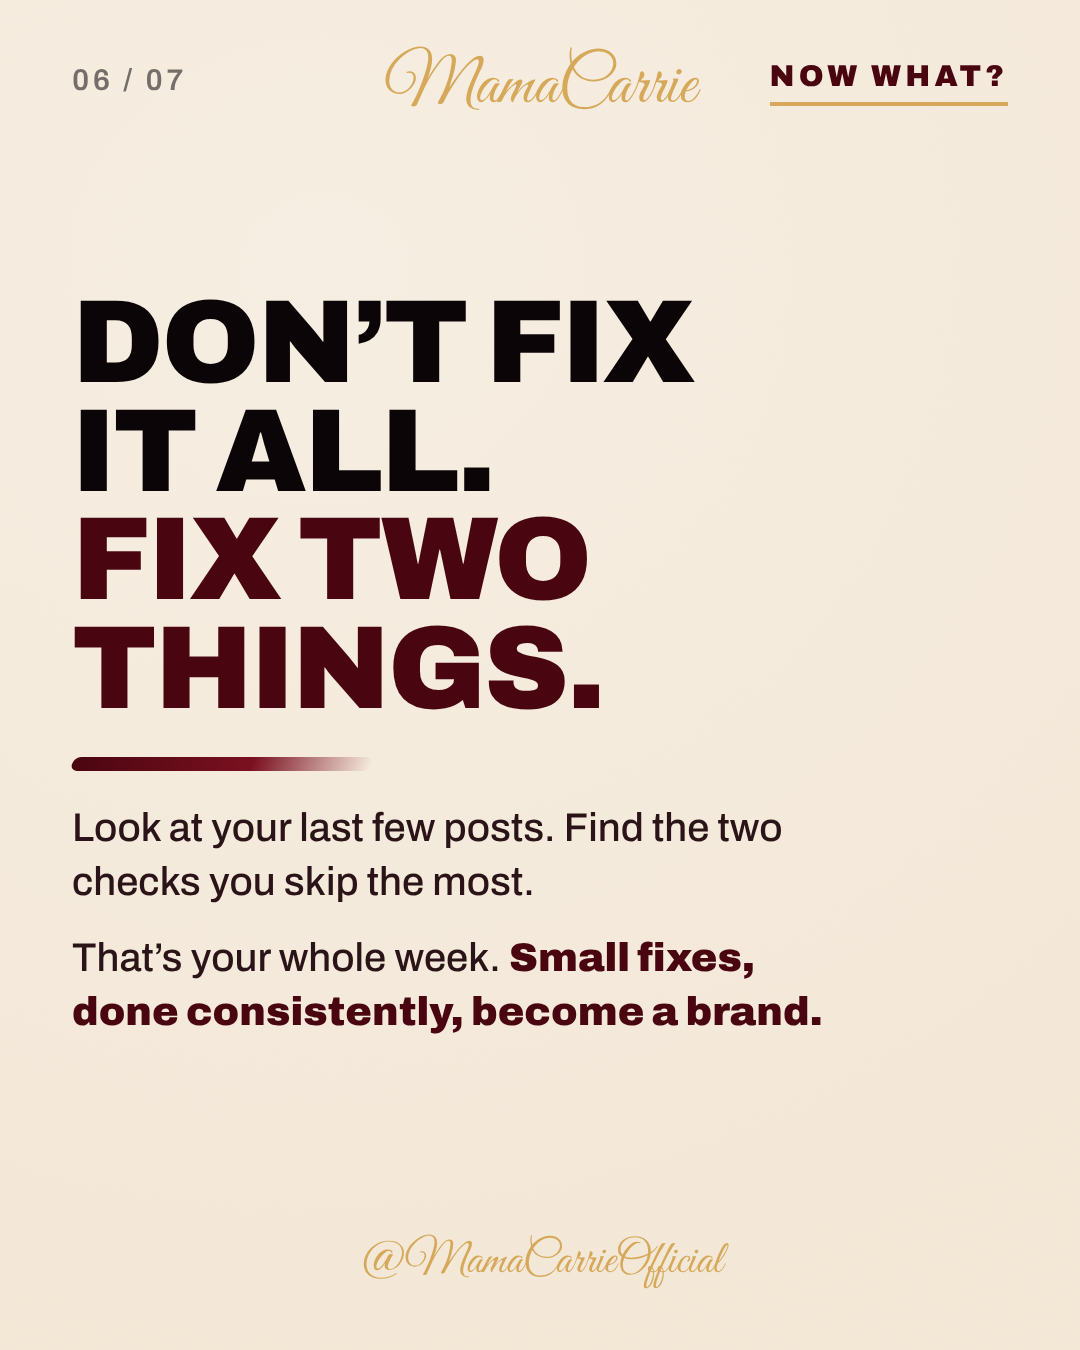 06 / 07
MamaCarrie
NOW WHAT?
DON’T FIX
IT ALL.
FIX TWO
THINGS.
Look at your last few posts. Find the two
checks you skip the most.
That’s your whole week. Small fixes,
done consistently, become a brand.
@MamaCarrieOfficial